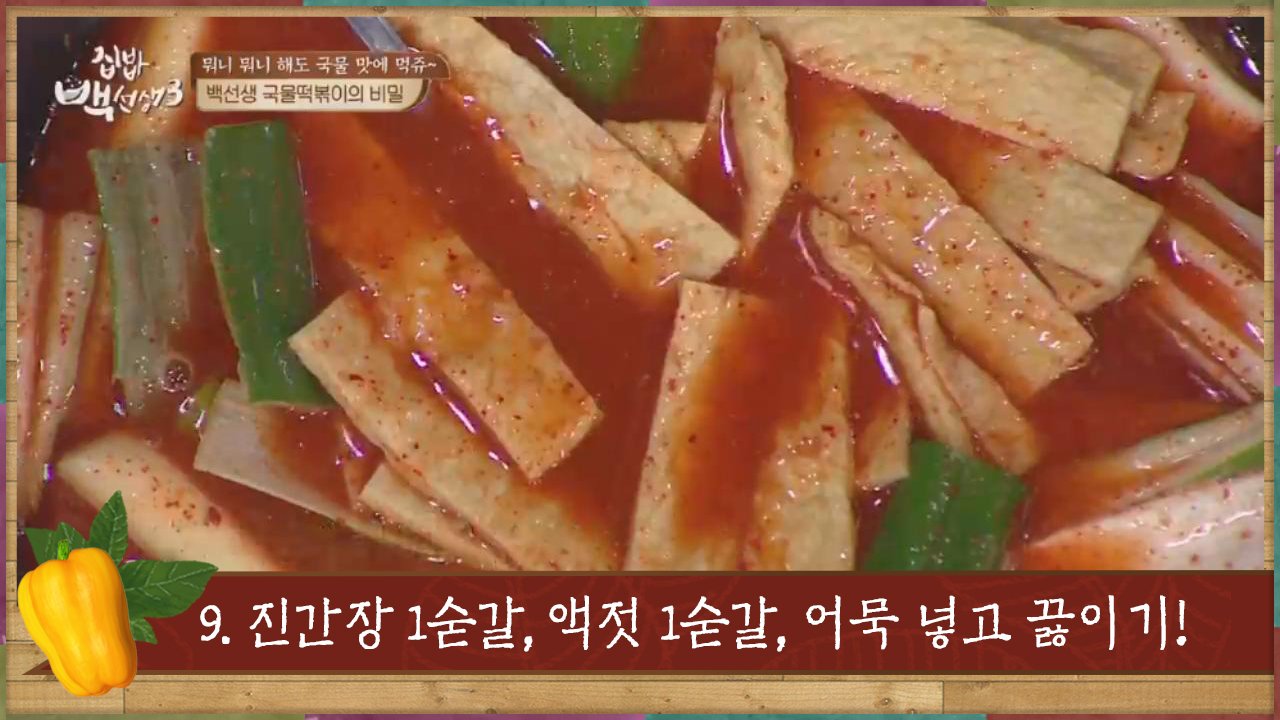 집밥
백선생3
뭐니 뭐니 해도 국물 맛에 먹쥬~
백선생 국물떡볶이의 비밀
9. 진간장 1숟갈, 액젓 1숟갈, 어묵 넣고 끓이기!